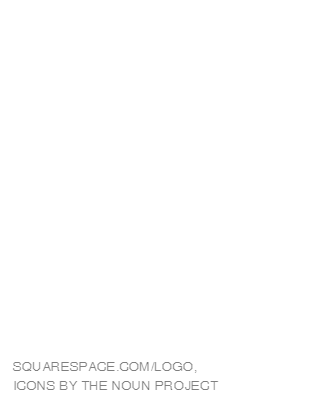 SQUARESPACE.COM/LOGO,
ICONS BY THE NOUN PROJECT